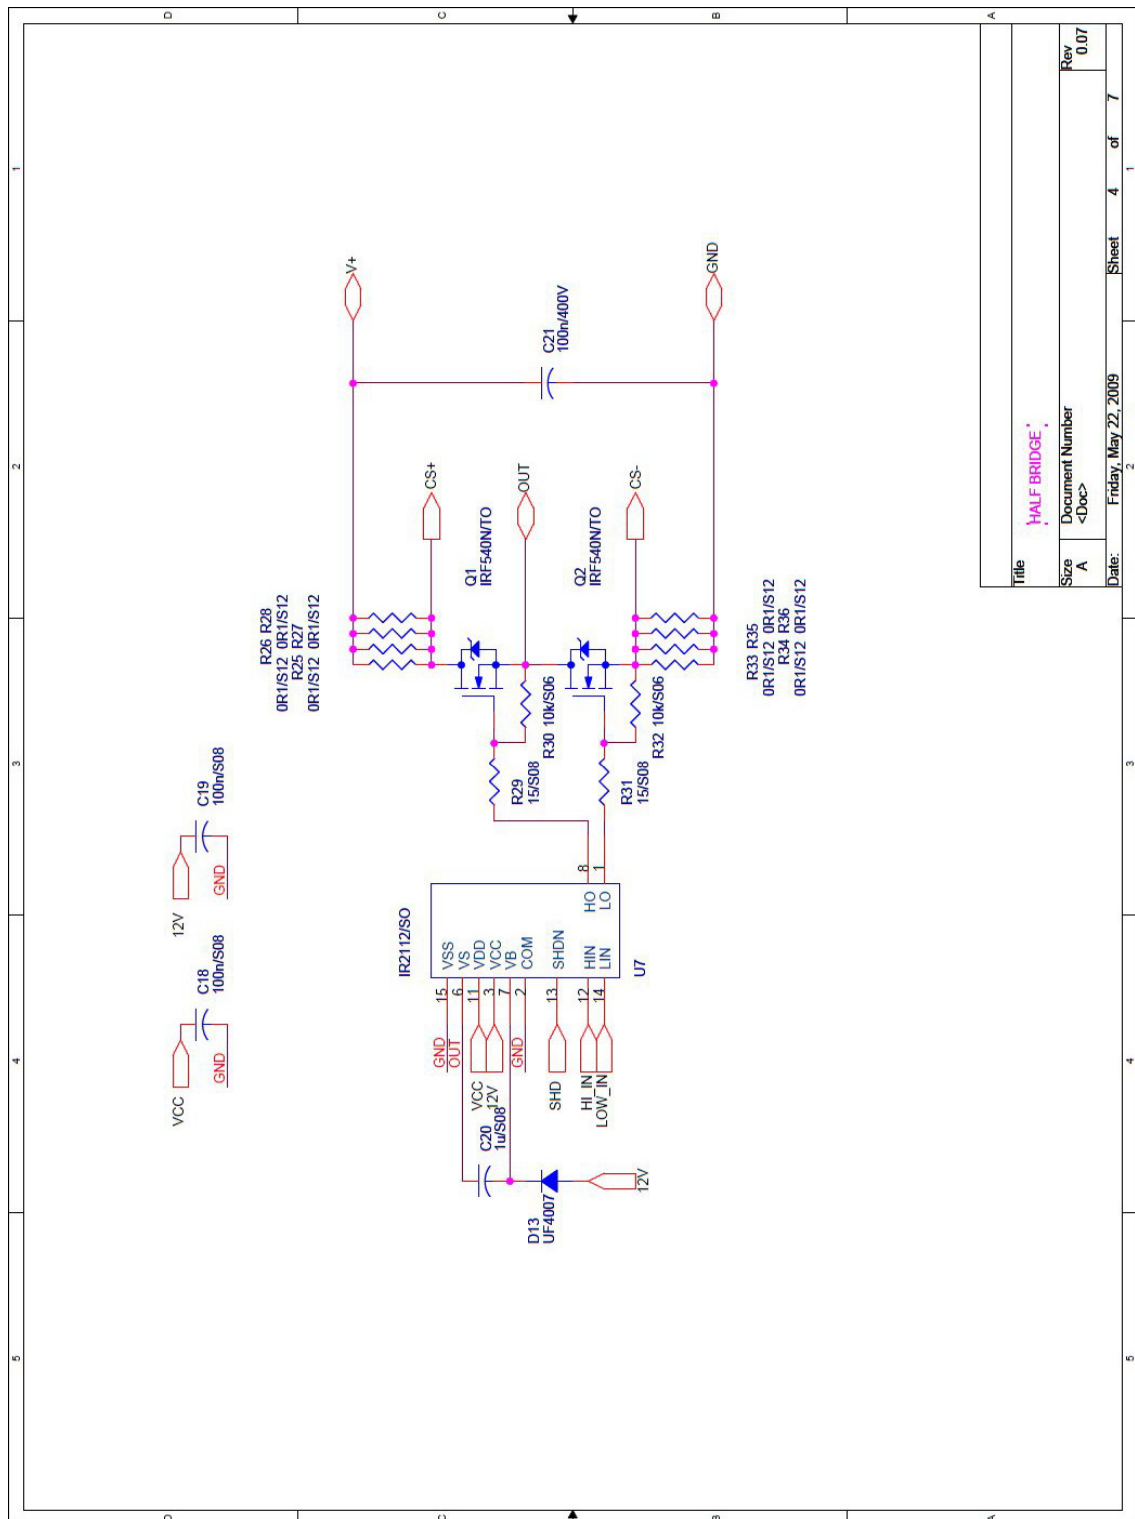 5
4
3
2
1
D
C
B
A
VCC
C18
100n/S08
GND
12V
C19
100n/S08
GND
R26 R28
0R1/S12 0R1/S12
R25 R27
0R1/S12 0R1/S12
V+
CS+
Q1
IRF540N/TO
OUT
Q2
IRF540N/TO
CS-
C21
100n/400V
GND
R29
15/S08
R30 10k/S06
R31
15/S08
R32 10k/S06
R33 R35
0R1/S12 0R1/S12
R34 R36
0R1/S12 0R1/S12
IR2112/SO
GND 15 VSS
OUT 6 VS
VCC 11 VDD
12V 3 VCC
7 VB
GND 2 COM
SHD 13 SHDN
HI_IN 12 HIN HO 8
LOW_IN 14 LIN LO 1
U7
C20
1u/S08
D13
UF4007
12V
Title
'HALF BRIDGE'
Size
A
Document Number
<Doc>
Rev
0.07
Date: Friday, May 22, 2009 Sheet 4 of 7
5
4
3
2
1
D
C
B
A